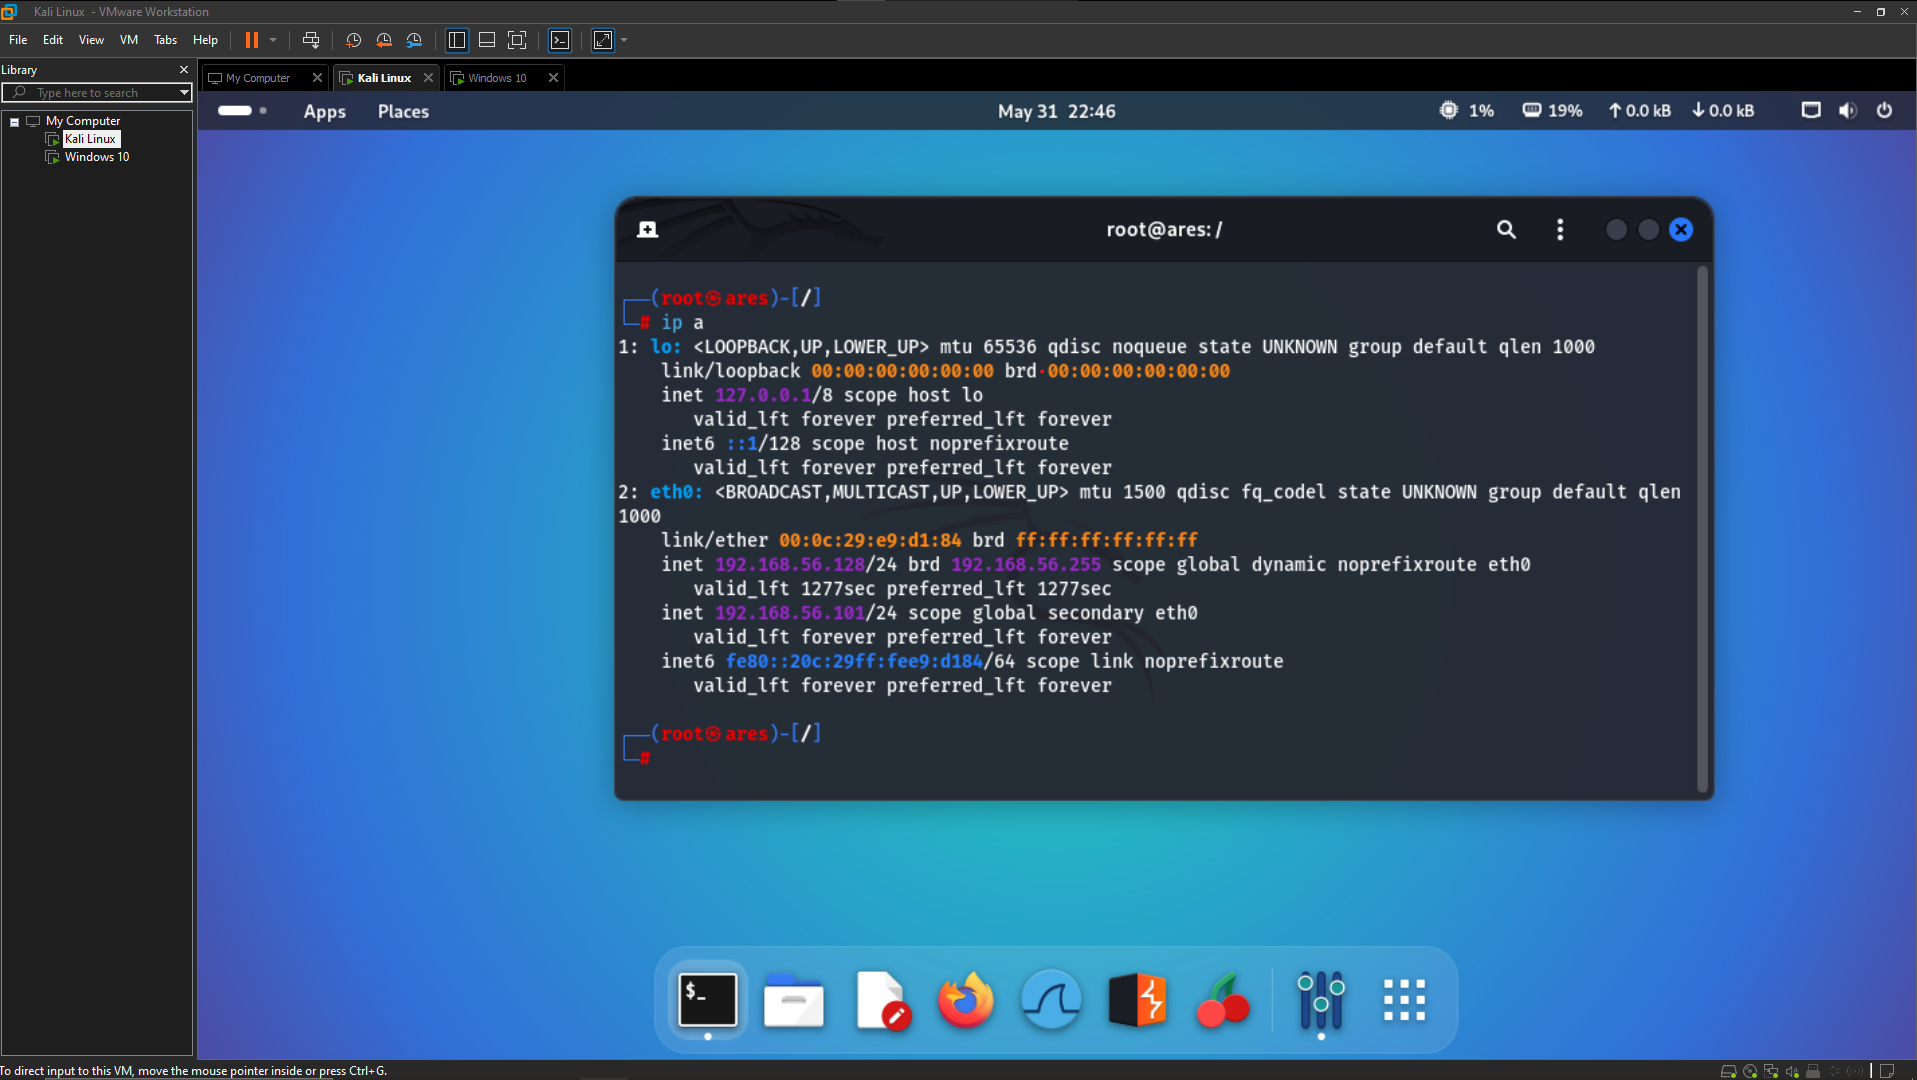 Kali Linux - VMware Workstation
File Edit View VM Tabs Help
Library
Type here to search
My Computer
Kali Linux
Windows 10
My Computer Kali Linux Windows 10
Apps Places May 31 22:46 1% 19% ↑0.0 kB ↓0.0 kB
root@ares: /
┌──(root㉿ares)-[/]
└─# ip a
1: lo: <LOOPBACK,UP,LOWER_UP> mtu 65536 qdisc noqueue state UNKNOWN group default qlen 1000
link/loopback 00:00:00:00:00:00 brd 00:00:00:00:00:00
inet 127.0.0.1/8 scope host lo
valid_lft forever preferred_lft forever
inet6 ::1/128 scope host noprefixroute
valid_lft forever preferred_lft forever
2: eth0: <BROADCAST,MULTICAST,UP,LOWER_UP> mtu 1500 qdisc fq_codel state UNKNOWN group default qlen
1000
link/ether 00:0c:29:e9:d1:84 brd ff:ff:ff:ff:ff:ff
inet 192.168.56.128/24 brd 192.168.56.255 scope global dynamic noprefixroute eth0
valid_lft 1277sec preferred_lft 1277sec
inet 192.168.56.101/24 scope global secondary eth0
valid_lft forever preferred_lft forever
inet6 fe80::20c:29ff:fee9:d184/64 scope link noprefixroute
valid_lft forever preferred_lft forever
┌──(root㉿ares)-[/]
└─#
$_
To direct input to this VM, move the mouse pointer inside or press Ctrl+G.